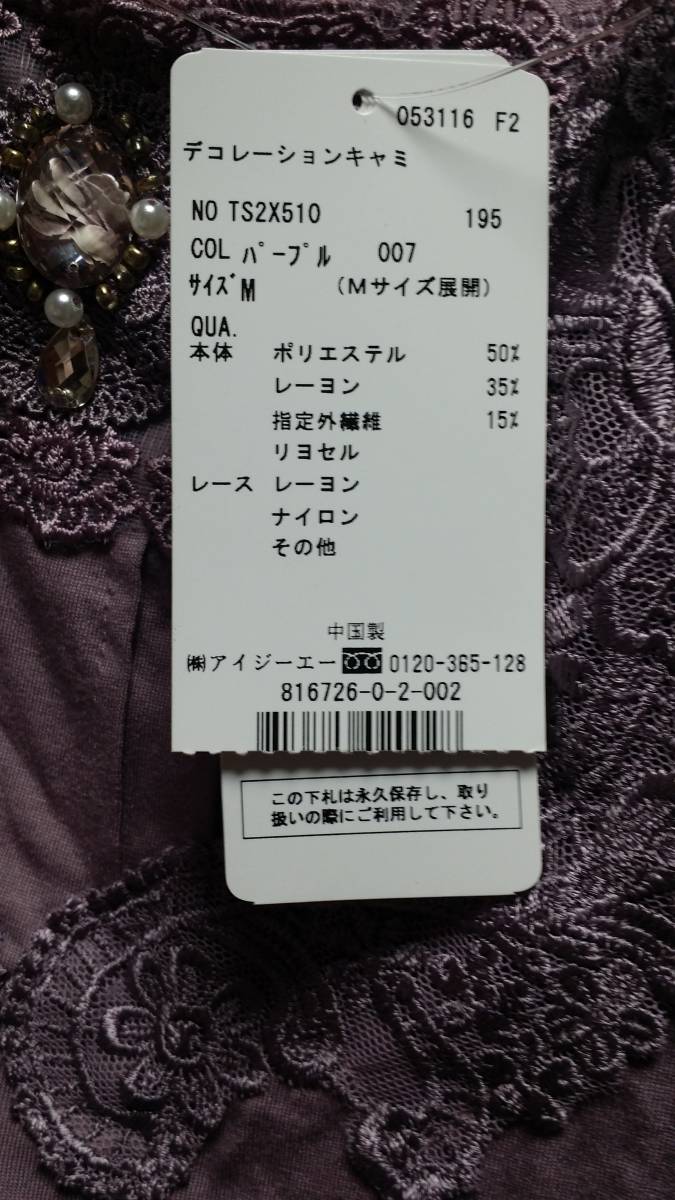 053116 F2
デコレーションキャミ
NO TS2X510 195
COL ﾊﾟｰﾌﾟﾙ 007
ｻｲｽﾞM （Mサイズ展開）
QUA.
本体 ポリエステル 50%
レーヨン 35%
指定外繊維 15%
リヨセル
レース レーヨン
ナイロン
その他
中国製
㈱アイジーエー 0120-365-128
816726-0-2-002
この下札は永久保存し、取り
扱いの際にご利用して下さい。